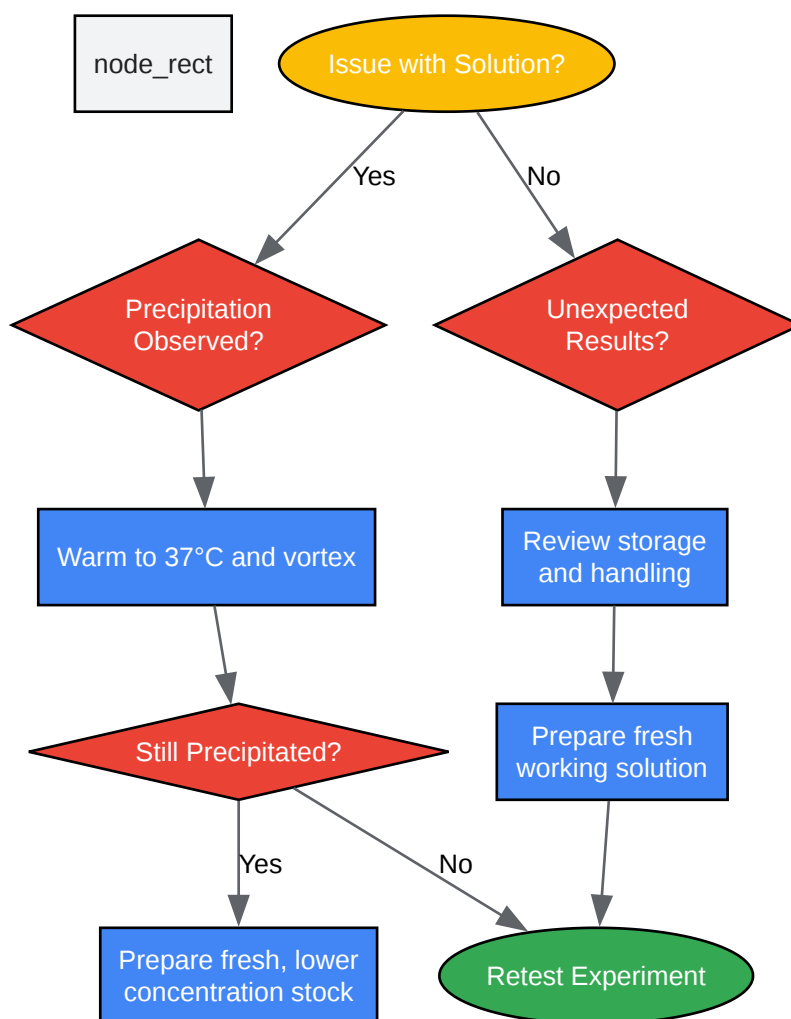 node_rect
Issue with Solution?
Yes
No
Precipitation
Observed?
Unexpected
Results?
Warm to 37°C and vortex
Review storage
and handling
Still Precipitated?
Prepare fresh
working solution
Yes
No
Prepare fresh, lower
concentration stock
Retest Experiment